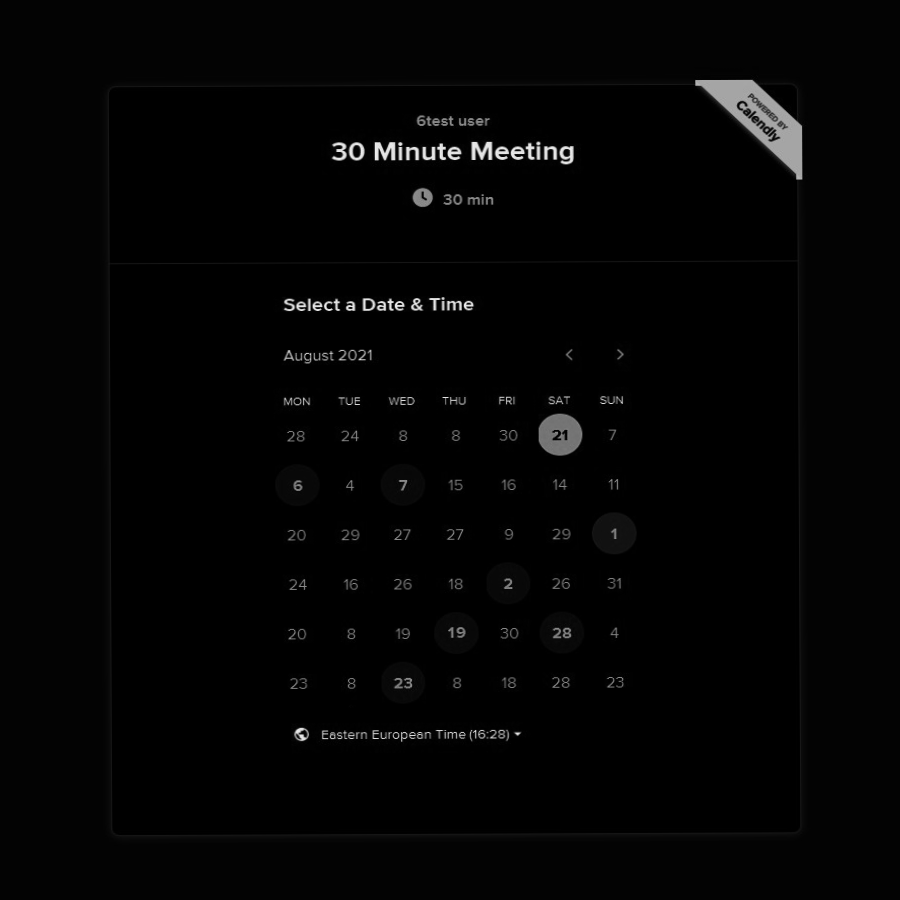 POWERED BY
Calendly
6test user
30 Minute Meeting
30 min
Select a Date & Time
August 2021
MON TUE WED THU FRI SAT SUN
28 24 8 8 30 21 7
6 4 7 15 16 14 11
20 29 27 27 9 29 1
24 16 26 18 2 26 31
20 8 19 19 30 28 4
23 8 23 8 18 28 23
Eastern European Time (16:28)